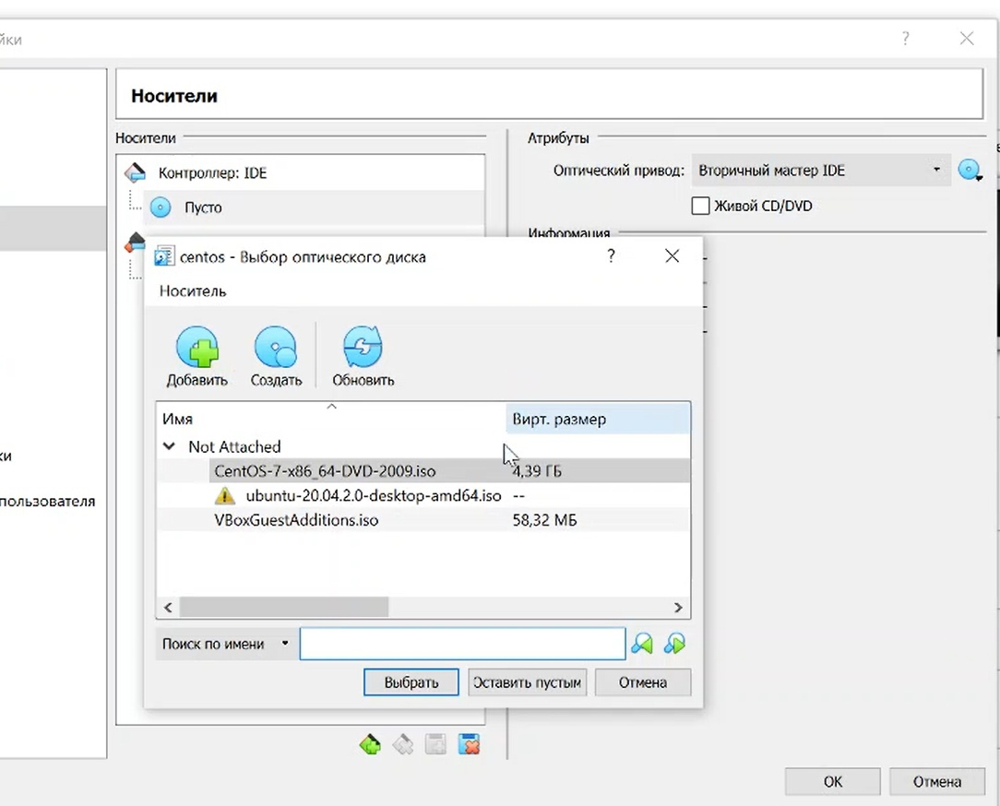 йки
?
Носители
Носители
Атрибуты
Контроллер: IDE
Оптический привод:
Вторичный мастер IDE
Пусто
Живой CD/DVD
Информация
centos - Выбор оптического диска
?
Носитель
Добавить
Создать
Обновить
Имя
Вирт. размер
Not Attached
CentOS-7-x86_64-DVD-2009.iso
4,39 ГБ
ubuntu-20.04.2.0-desktop-amd64.iso
--
VBoxGuestAdditions.iso
58,32 МБ
ки
пользователя
Поиск по имени
Выбрать
Оставить пустым
Отмена
OK
Отмена